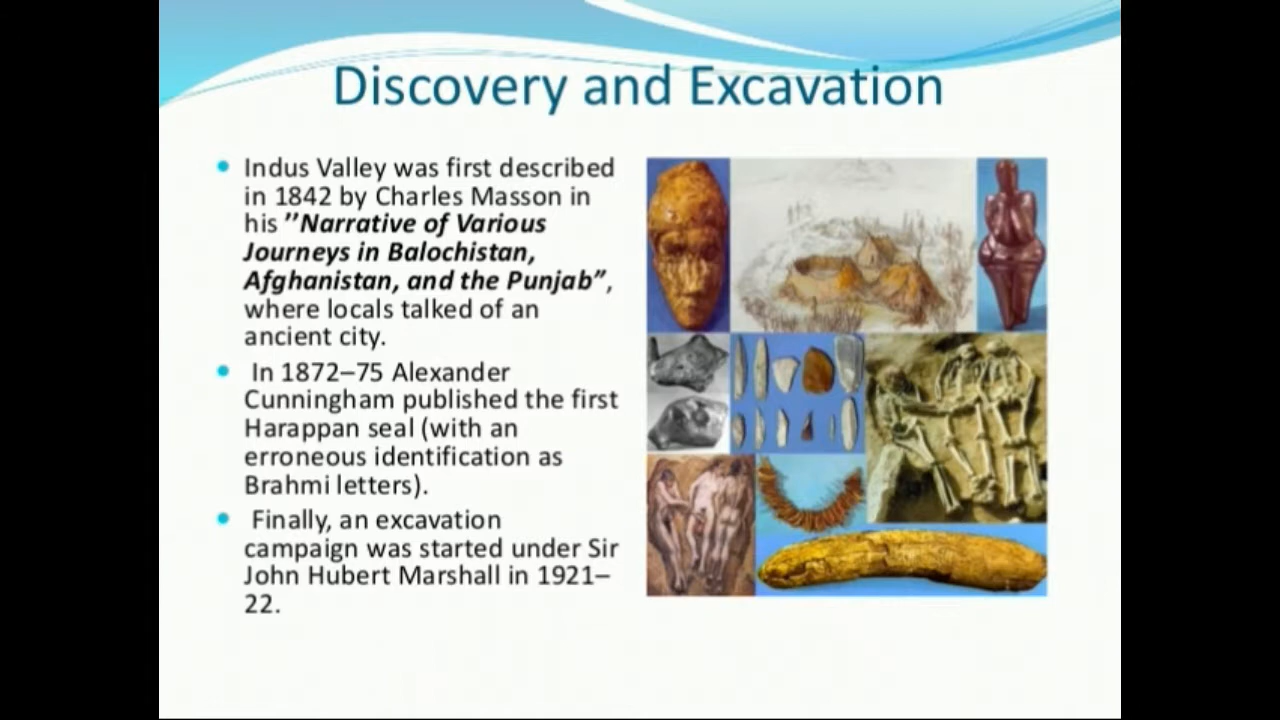 Discovery and Excavation
Indus Valley was first described
in 1842 by Charles Masson in
his ’’Narrative of Various
Journeys in Balochistan,
Afghanistan, and the Punjab”,
where locals talked of an
ancient city.
In 1872–75 Alexander
Cunningham published the first
Harappan seal (with an
erroneous identification as
Brahmi letters).
Finally, an excavation
campaign was started under Sir
John Hubert Marshall in 1921–
22.